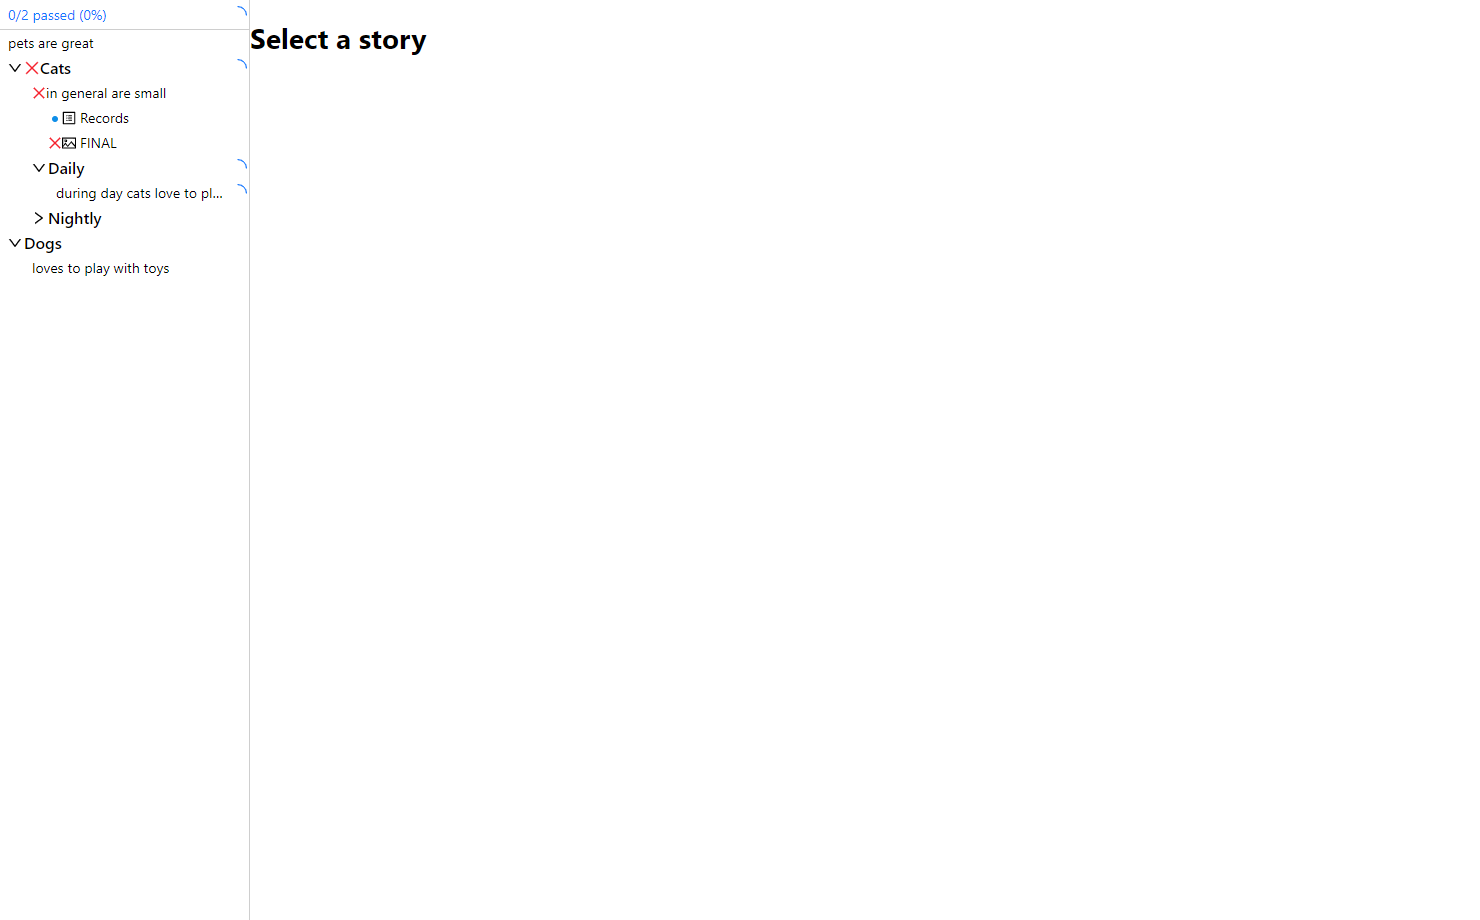 0/2 passed (0%)
Select a story
pets are great
Cats
in general are small
Records
FINAL
Daily
during day cats love to pl...
Nightly
Dogs
loves to play with toys